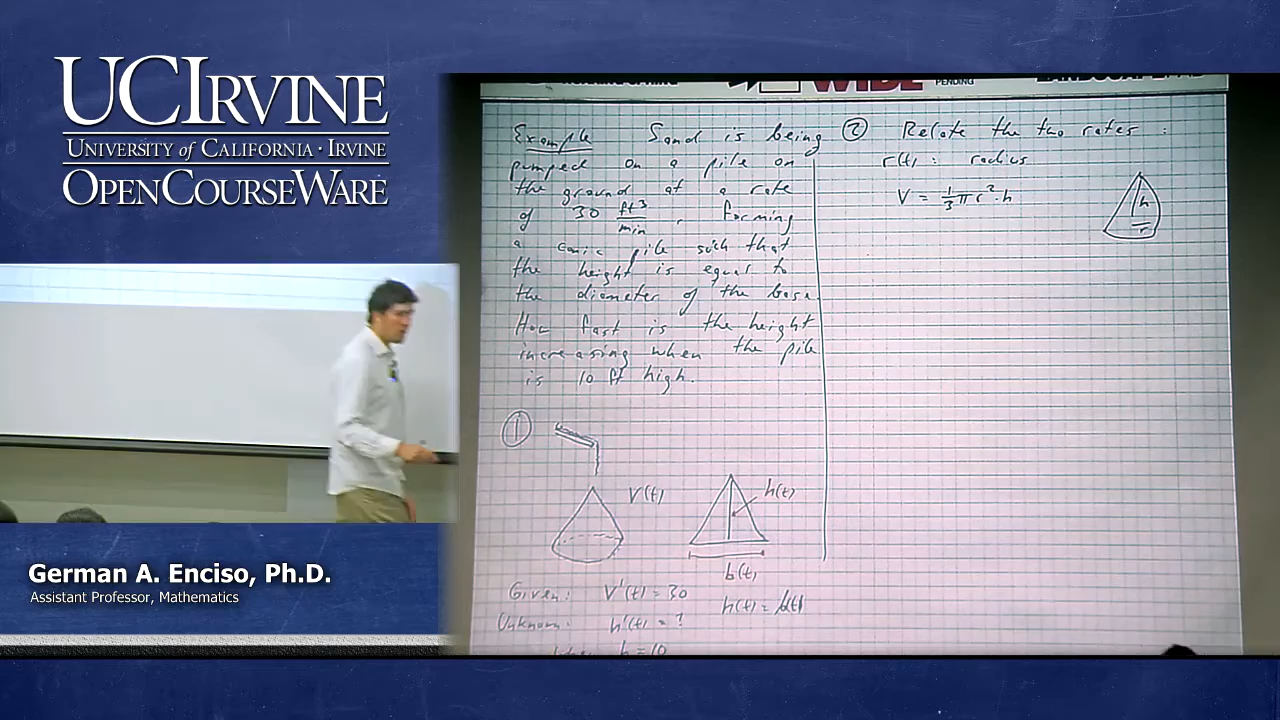 UCIRVINE
UNIVERSITY of CALIFORNIA · IRVINE
OPENCOURSEWARE
German A. Enciso, Ph.D.
Assistant Professor, Mathematics
WIDE
PENDING
Example Sand is being
pumped on a pile on
the ground at a rate
of 30 ft³/min, forming
a conic pile such that
the height is equal to
the diameter of the base.
How fast is the height
increasing when the pile
is 10 ft high.
①
V(t)
h(t)
b(t)
Given: V'(t) = 30
h(t) = b(t)
Unknown: h'(t) = ?
when h = 10
② Relate the two rates :
r(t) : radius
V = 1/3 π r² · h
h
r